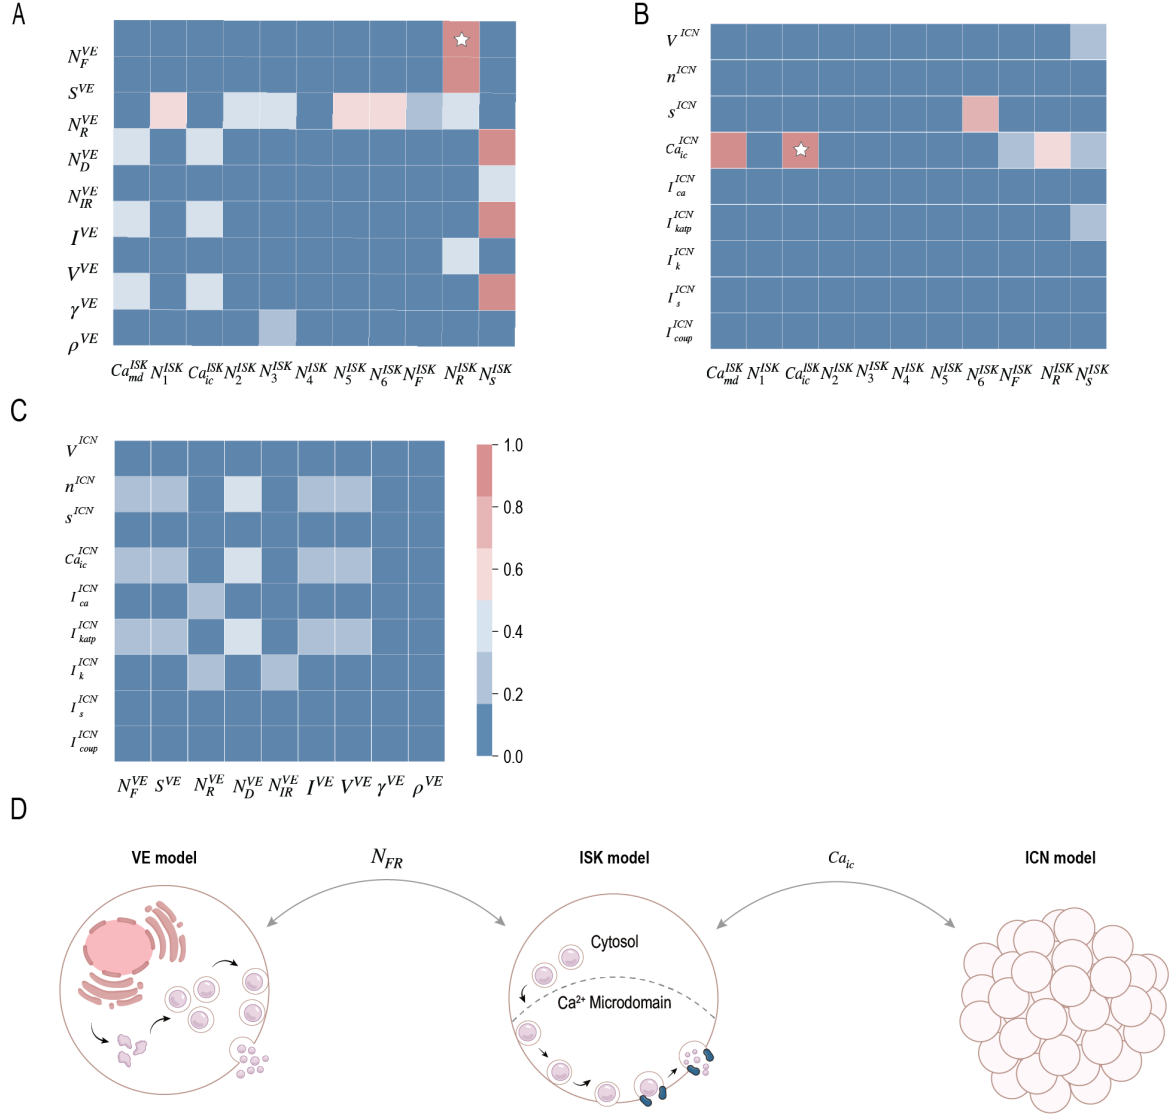 A
N_F^VE
S^VE
N_R^VE
N_D^VE
N_IR^VE
I^VE
V^VE
γ^VE
ρ^VE
Ca_md^ISK N_1^ISK Ca_ic^ISK N_2^ISK N_3^ISK N_4^ISK N_5^ISK N_6^ISK N_F^ISK N_R^ISK N_S^ISK
B
V^ICN
n^ICN
s^ICN
Ca_ic^ICN
I_ca^ICN
I_katp^ICN
I_k^ICN
I_s^ICN
I_coup^ICN
Ca_md^ISK N_1^ISK Ca_ic^ISK N_2^ISK N_3^ISK N_4^ISK N_5^ISK N_6^ISK N_F^ISK N_R^ISK N_S^ISK
C
V^ICN
n^ICN
s^ICN
Ca_ic^ICN
I_ca^ICN
I_katp^ICN
I_k^ICN
I_s^ICN
I_coup^ICN
N_F^VE S^VE N_R^VE N_D^VE N_IR^VE I^VE V^VE γ^VE ρ^VE
1.0
0.8
0.6
0.4
0.2
0.0
D
VE model
N_FR
ISK model
Ca_ic
ICN model
Cytosol
Ca²⁺ Microdomain